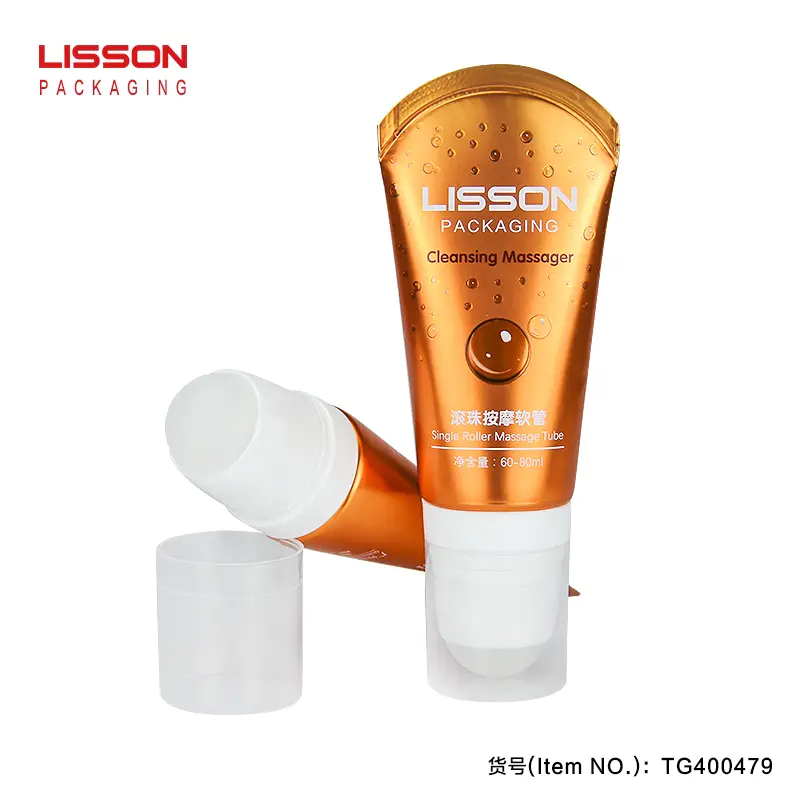 LISSON
PACKAGING
LISSON
PACKAGING
Cleansing Massager
滚珠按摩软管
Single Roller Massage Tube
净含量：60-80ml
货号(Item NO.)：TG400479